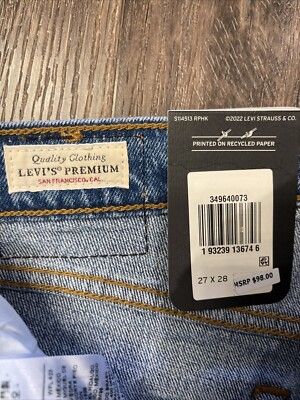 Quality Clothing
LEVI'S® PREMIUM
SAN FRANCISCO, CAL.
S114513 RPHK
©2022 LEVI STRAUSS & CO.
PRINTED ON RECYCLED PAPER
349640073
1 93239 13674 6
27 X 28
MSRP $98.00